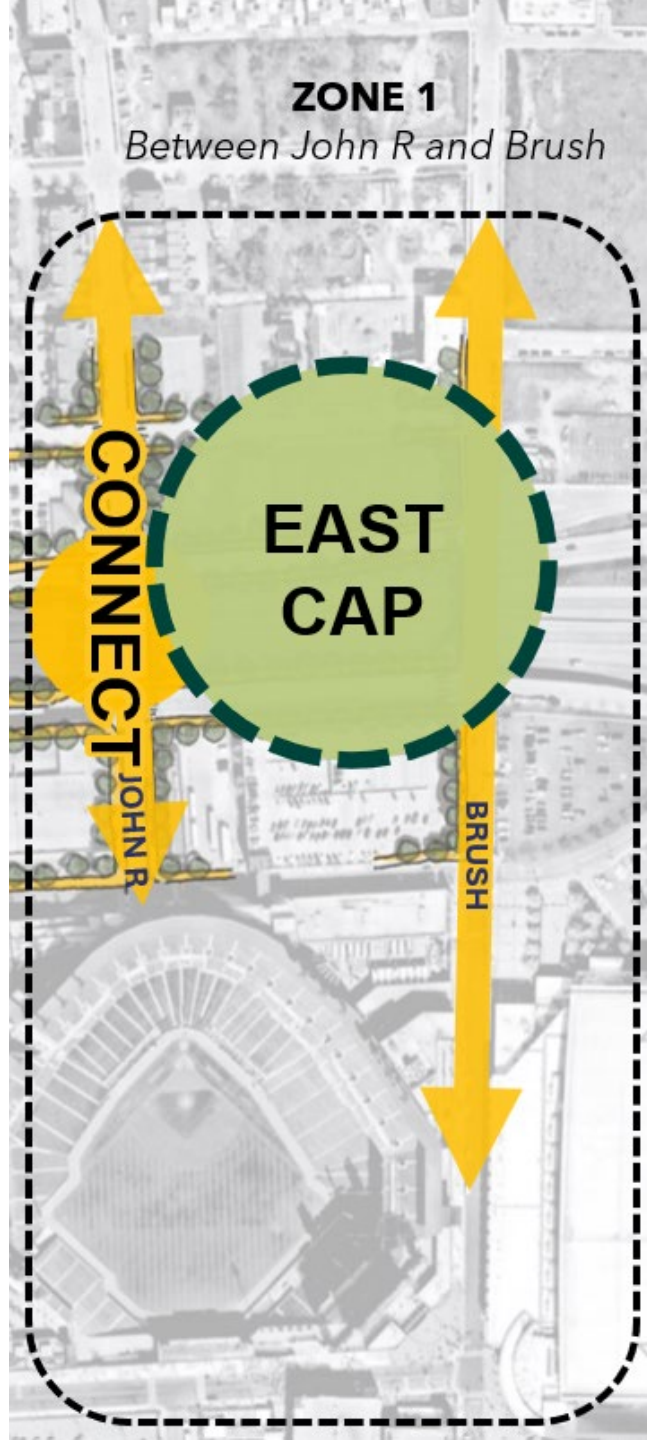 ZONE 1
Between John R and Brush
EAST
CAP
CONNECT
JOHN R
BRUSH